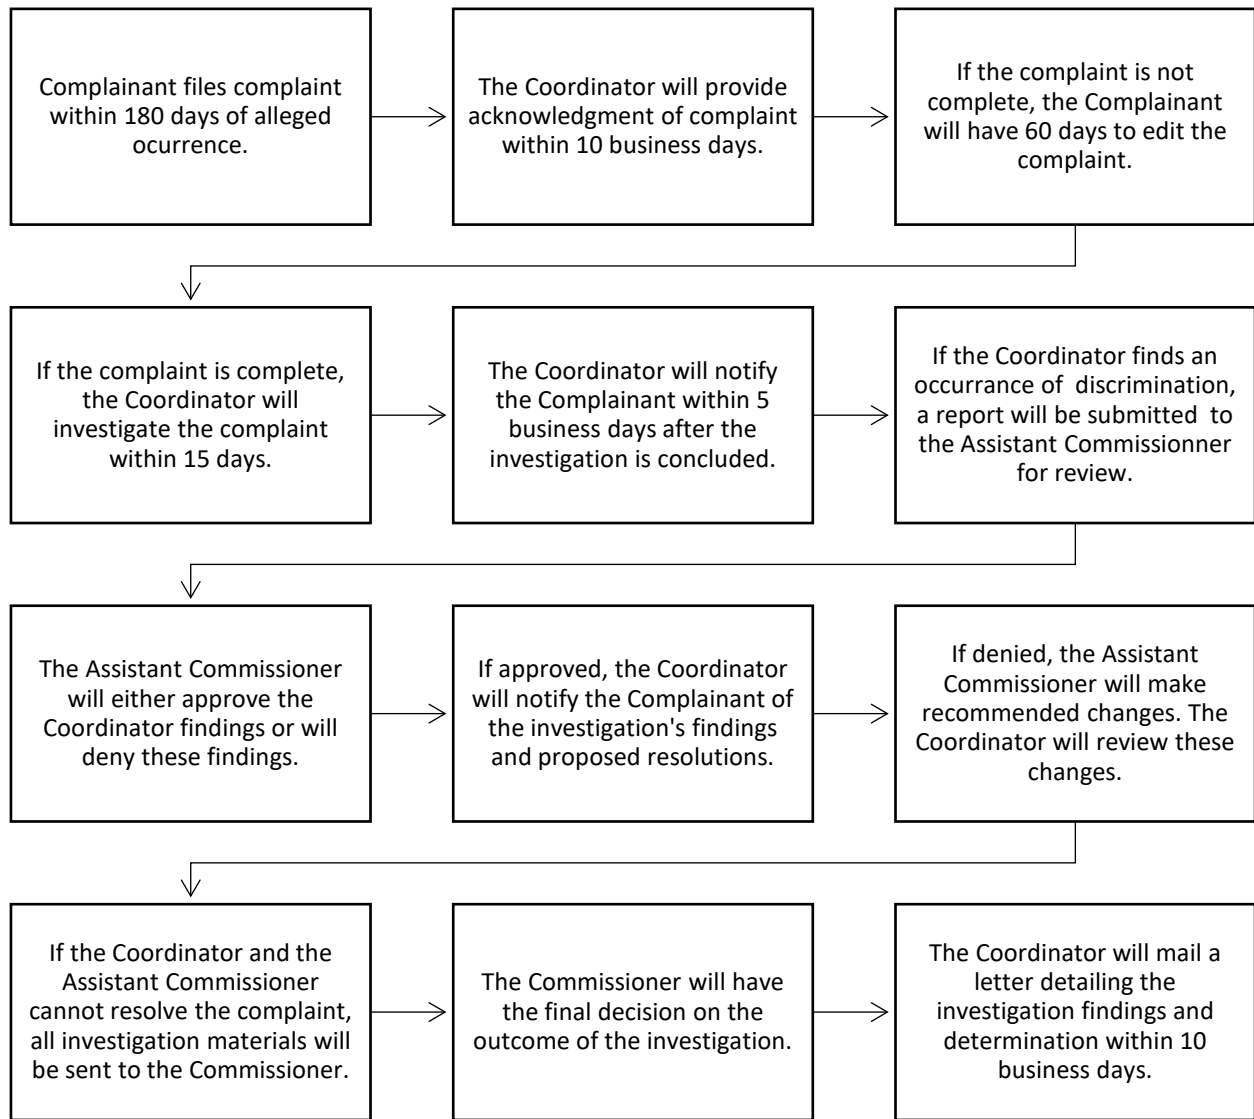 Complainant files complaint
within 180 days of alleged
ocurrence.
The Coordinator will provide
acknowledgment of complaint
within 10 business days.
If the complaint is not
complete, the Complainant
will have 60 days to edit the
complaint.
If the complaint is complete,
the Coordinator will
investigate the complaint
within 15 days.
The Coordinator will notify
the Complainant within 5
business days after the
investigation is concluded.
If the Coordinator finds an
occurrance of  discrimination,
a report will be submitted  to
the Assistant Commissionner
for review.
The Assistant Commissioner
will either approve the
Coordinator findings or will
deny these findings.
If approved, the Coordinator
will notify the Complainant of
the investigation's findings
and proposed resolutions.
If denied, the Assistant
Commissioner will make
recommended changes. The
Coordinator will review these
changes.
If the Coordinator and the
Assistant Commissioner
cannot resolve the complaint,
all investigation materials will
be sent to the Commissioner.
The Commissioner will have
the final decision on the
outcome of the investigation.
The Coordinator will mail a
letter detailing the
investigation findings and
determination within 10
business days.